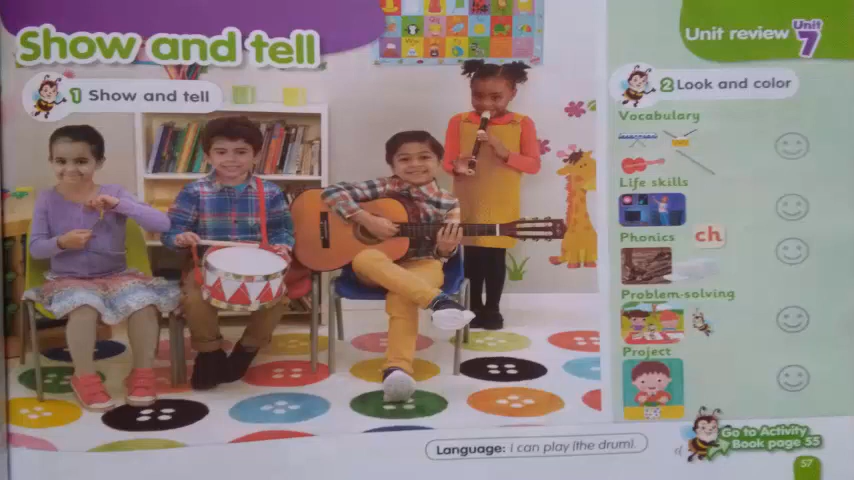 Show and tell
1 Show and tell
Unit review Unit 7
2 Look and color
Vocabulary
Life skills
Phonics ch
Problem-solving
Project
Language: I can play (the drum).
Go to Activity
Book page 55
57